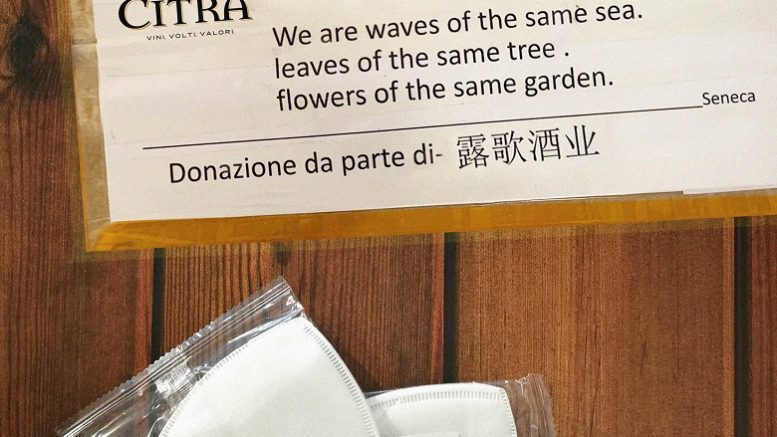 CITRA
VINI. VOLTI. VALORI.
We are waves of the same sea.
leaves of the same tree .
flowers of the same garden.
Seneca
Donazione da parte di- 露歌酒业